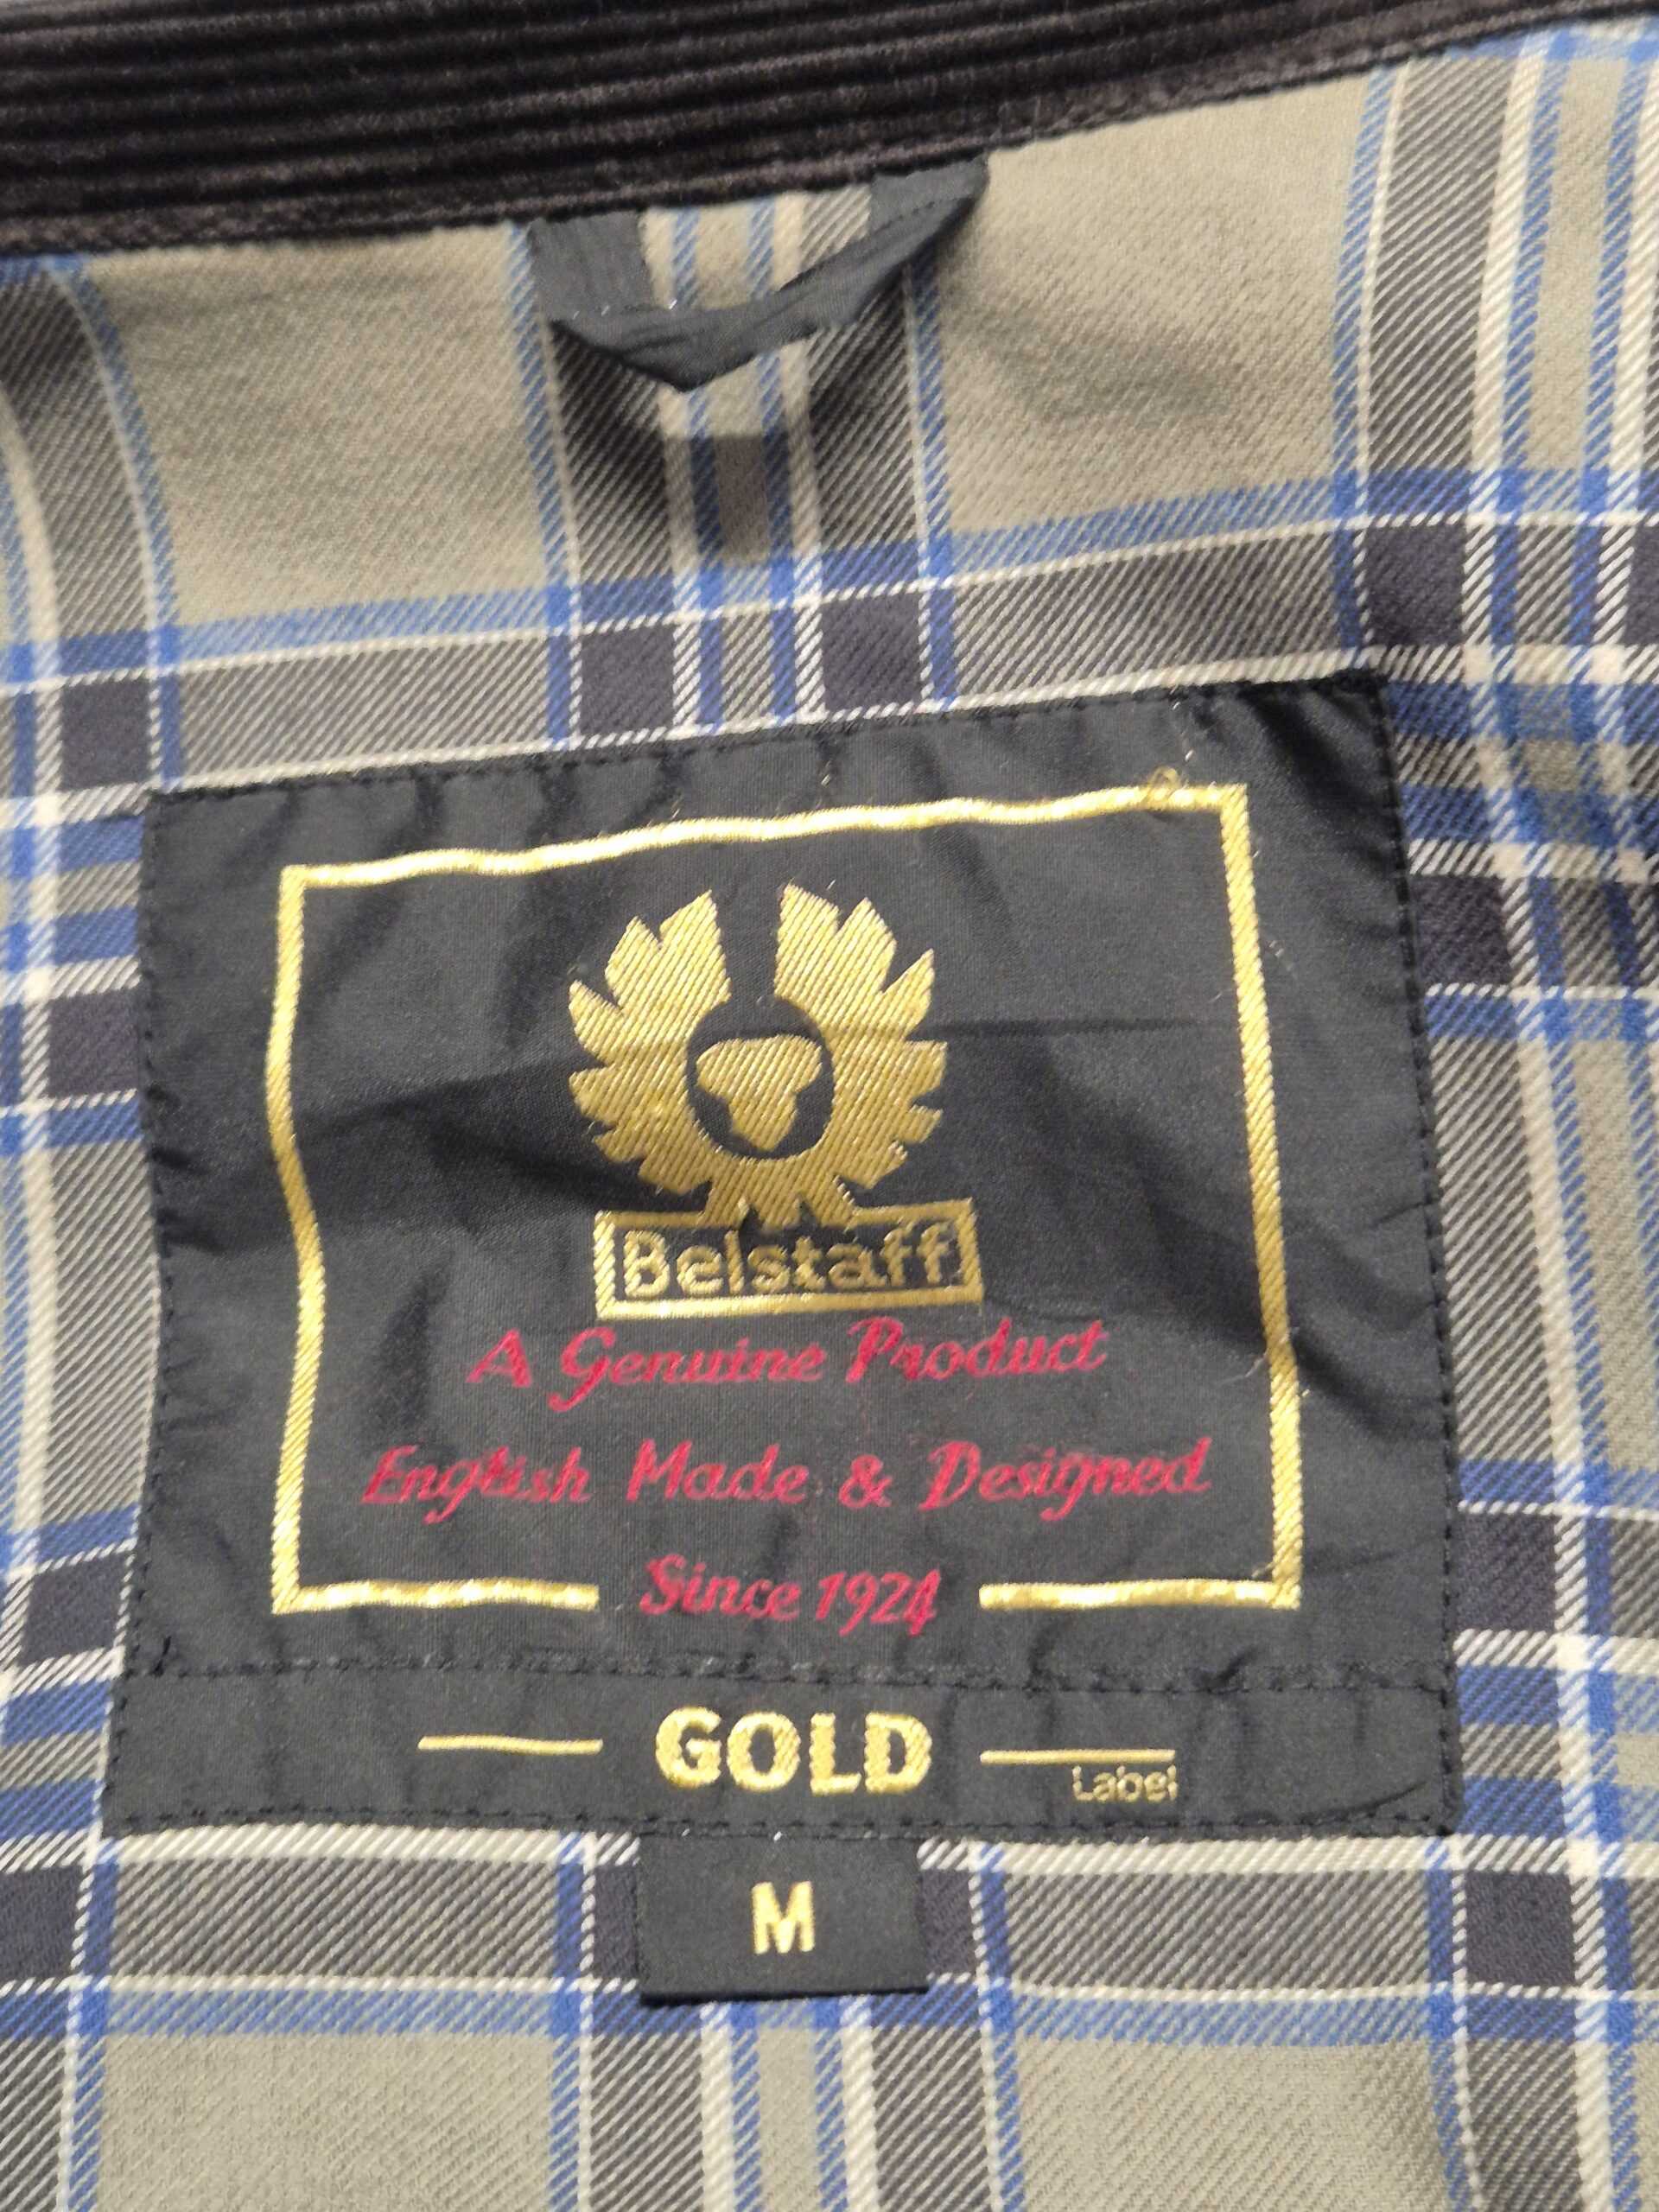 Belstaff
A Genuine Product
English Made & Designed
Since 1924
GOLD
Label
M